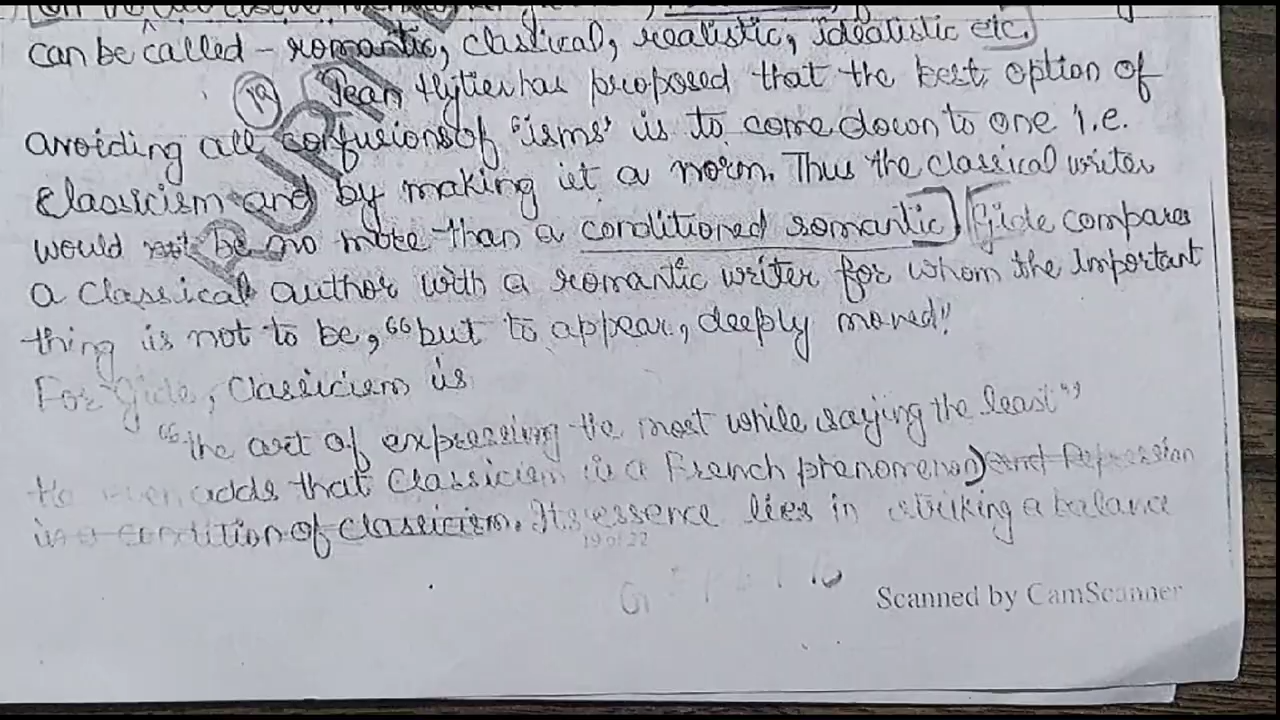 can be called - romantic, classical, realistic, idealistic etc.
19 Jean Hytier has proposed that the best option of
avoiding all confusions of "isms" is to come down to one i.e.
classicism and by making it a norm. Thus the classical writer
would be no more than a conditioned romantic. Gide compares
a classical author with a romantic writer for whom the important
thing is not to be, "but to appear, deeply moved".
For Gide, classicism is
"the art of expressing the most while saying the least"
He even adds that classicism is a French phenomenon) and Repression
is a condition of classicism. Its essence lies in striking a balance
19 of 22
Scanned by CamScanner